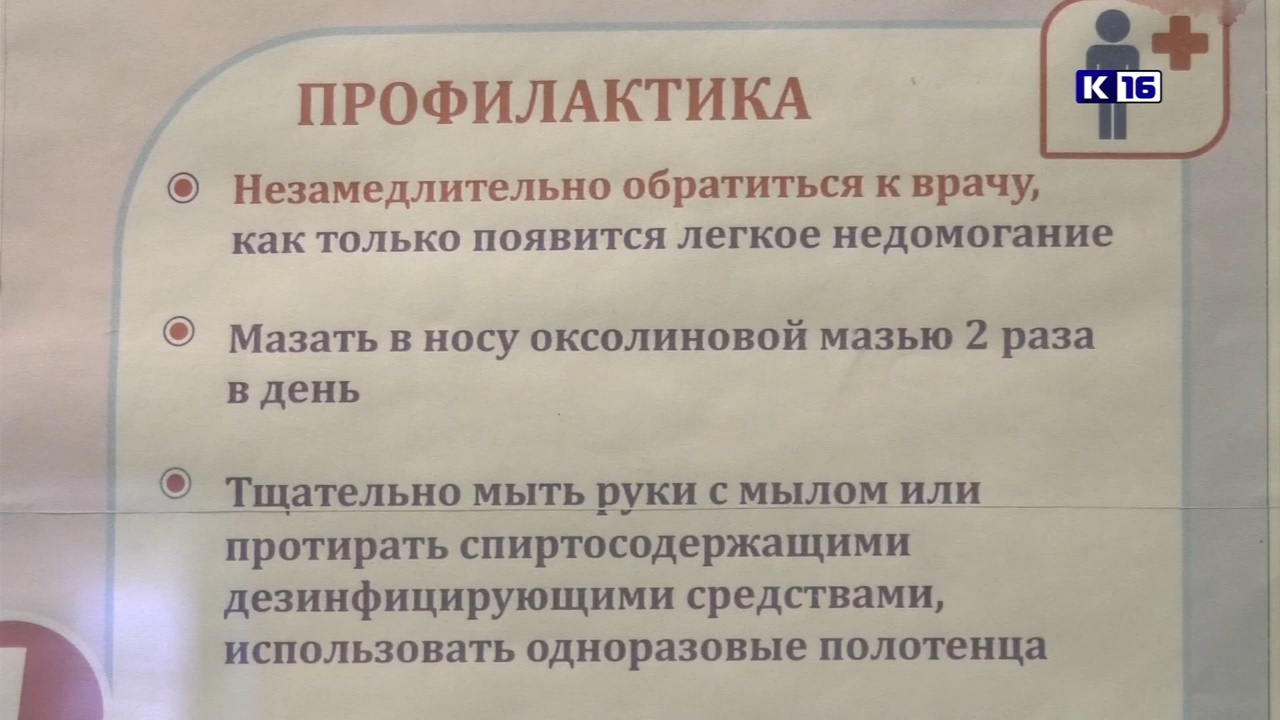 К 16
ПРОФИЛАКТИКА
Незамедлительно обратиться к врачу,
как только появится легкое недомогание
Мазать в носу оксолиновой мазью 2 раза
в день
Тщательно мыть руки с мылом или
протирать спиртосодержащими
дезинфицирующими средствами,
использовать одноразовые полотенца